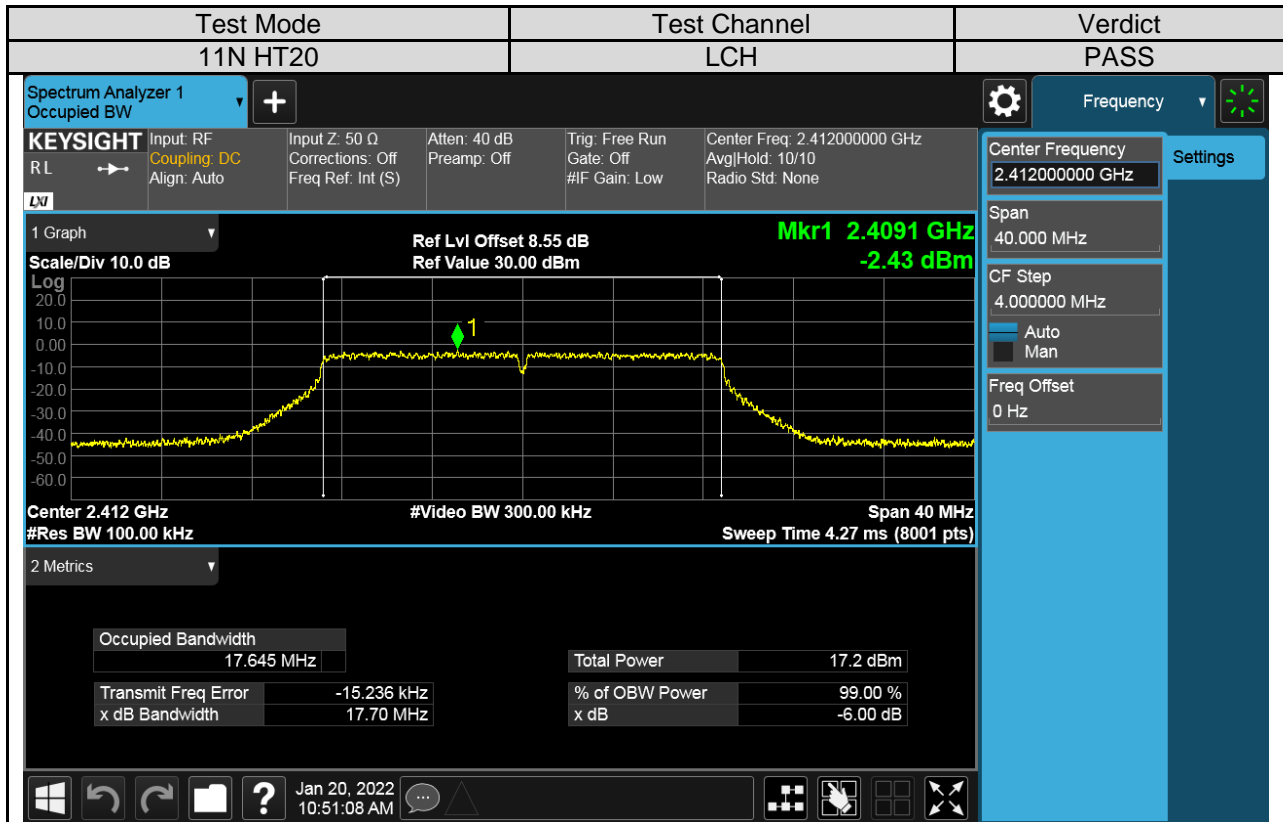 Test Mode Test Channel Verdict
11N HT20 LCH PASS
Spectrum Analyzer 1
Occupied BW
+
Frequency
KEYSIGHT
R L
LXI
Input: RF
Coupling: DC
Align: Auto
Input Z: 50 Ω
Corrections: Off
Freq Ref: Int (S)
Atten: 40 dB
Preamp: Off
Trig: Free Run
Gate: Off
#IF Gain: Low
Center Freq: 2.412000000 GHz
Avg|Hold: 10/10
Radio Std: None
Center Frequency
2.412000000 GHz
Settings
Span
40.000 MHz
CF Step
4.000000 MHz
Auto
Man
Freq Offset
0 Hz
1 Graph
Scale/Div 10.0 dB
Ref Lvl Offset 8.55 dB
Ref Value 30.00 dBm
Mkr1 2.4091 GHz
-2.43 dBm
Log
20.0
10.0
0.00
-10.0
-20.0
-30.0
-40.0
-50.0
-60.0
1
Center 2.412 GHz
#Res BW 100.00 kHz
#Video BW 300.00 kHz
Span 40 MHz
Sweep Time 4.27 ms (8001 pts)
2 Metrics
Occupied Bandwidth
17.645 MHz
Total Power 17.2 dBm
Transmit Freq Error -15.236 kHz
% of OBW Power 99.00 %
x dB Bandwidth 17.70 MHz
x dB -6.00 dB
?
Jan 20, 2022
10:51:08 AM